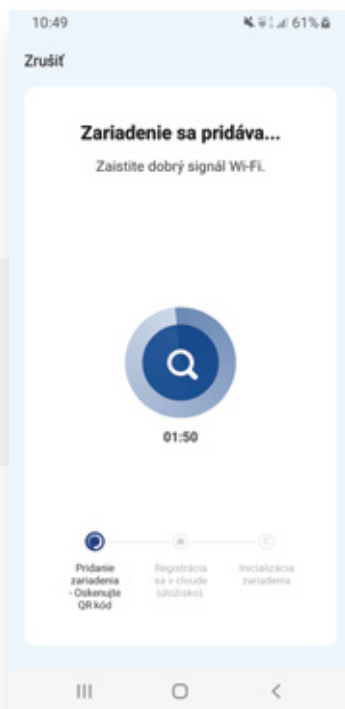 10:49
61%
Zrušiť
Zariadenie sa pridáva...
Zaistite dobrý signál Wi-Fi.
01:50
Pridanie
zariadenia
- Oskenujte
QR kód
Registrácia
sa v cloude
(úložisko).
Inicializácia
zariadenia